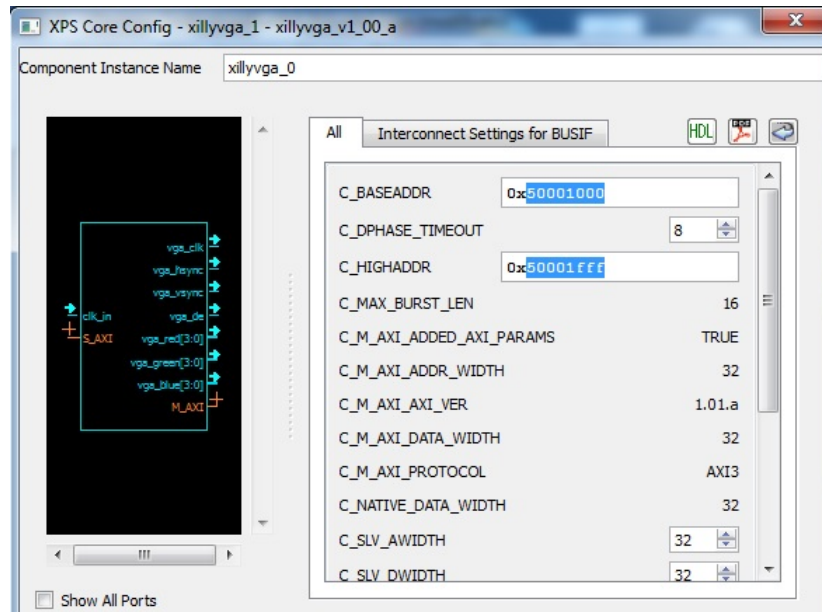 XPS Core Config - xillyvga_1 - xillyvga_v1_00_a
Component Instance Name xillyvga_0
All Interconnect Settings for BUSIF HDL
C_BASEADDR 0x50001000
C_DPHASE_TIMEOUT 8
C_HIGHADDR 0x50001fff
C_MAX_BURST_LEN 16
C_M_AXI_ADDED_AXI_PARAMS TRUE
C_M_AXI_ADDR_WIDTH 32
C_M_AXI_AXI_VER 1.01.a
C_M_AXI_DATA_WIDTH 32
C_M_AXI_PROTOCOL AXI3
C_NATIVE_DATA_WIDTH 32
C_SLV_AWIDTH 32
C_SLV_DWIDTH 32
vga_clk
vga_hsync
vga_vsync
clk_in vga_de
S_AXI vga_red[3:0]
vga_green[3:0]
vga_blue[3:0]
M_AXI
Show All Ports